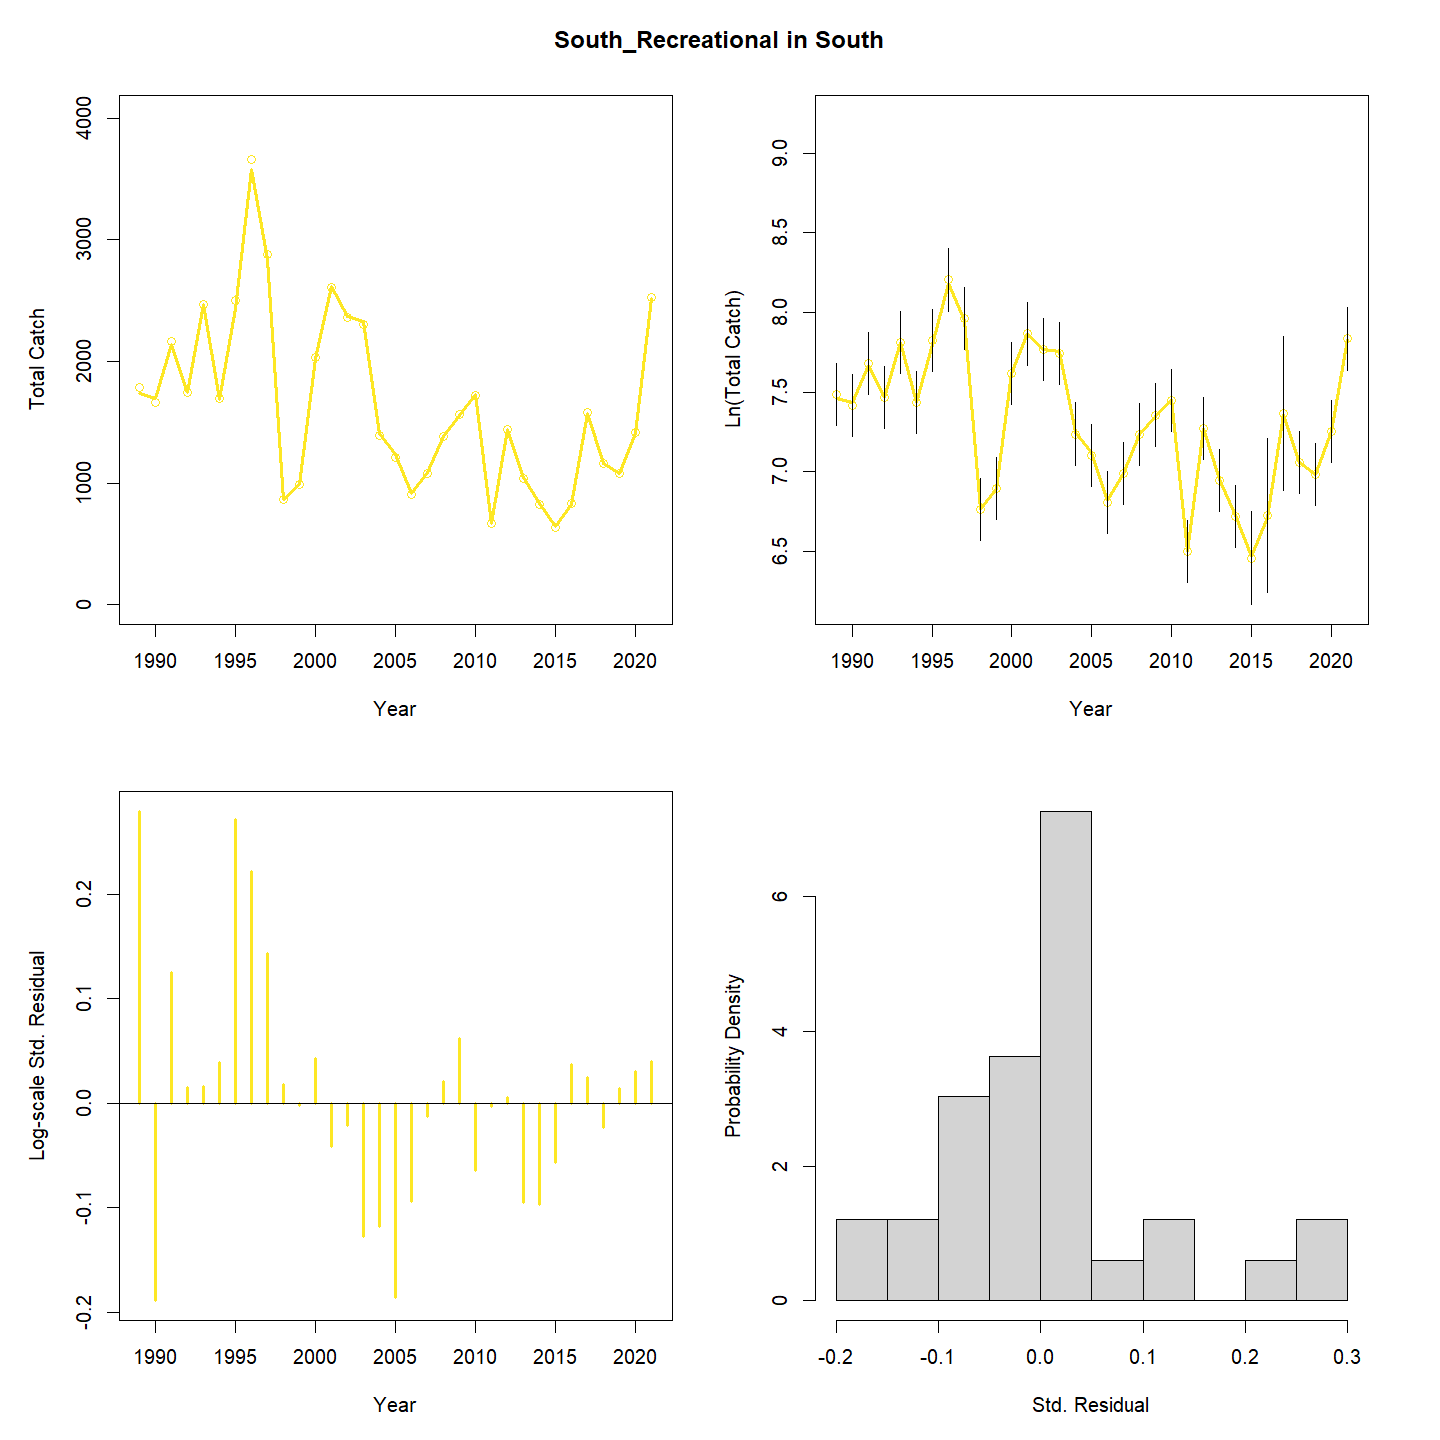 South_Recreational in South
Total Catch
4000
3000
2000
1000
0
1990 1995 2000 2005 2010 2015 2020
Year
Ln(Total Catch)
9.0
8.5
8.0
7.5
7.0
6.5
1990 1995 2000 2005 2010 2015 2020
Year
Log-scale Std. Residual
0.2
0.1
0.0
-0.1
-0.2
1990 1995 2000 2005 2010 2015 2020
Year
Probability Density
6
4
2
0
-0.2 -0.1 0.0 0.1 0.2 0.3
Std. Residual